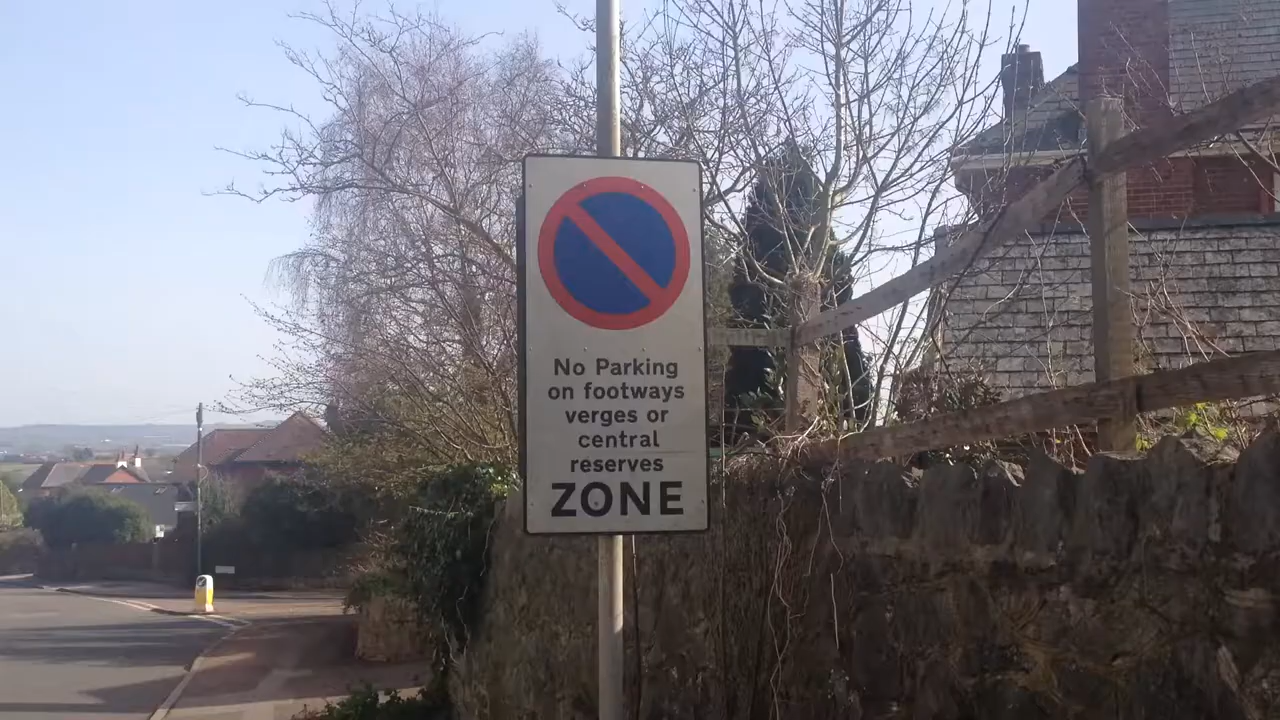 No Parking
on footways
verges or
central
reserves
ZONE